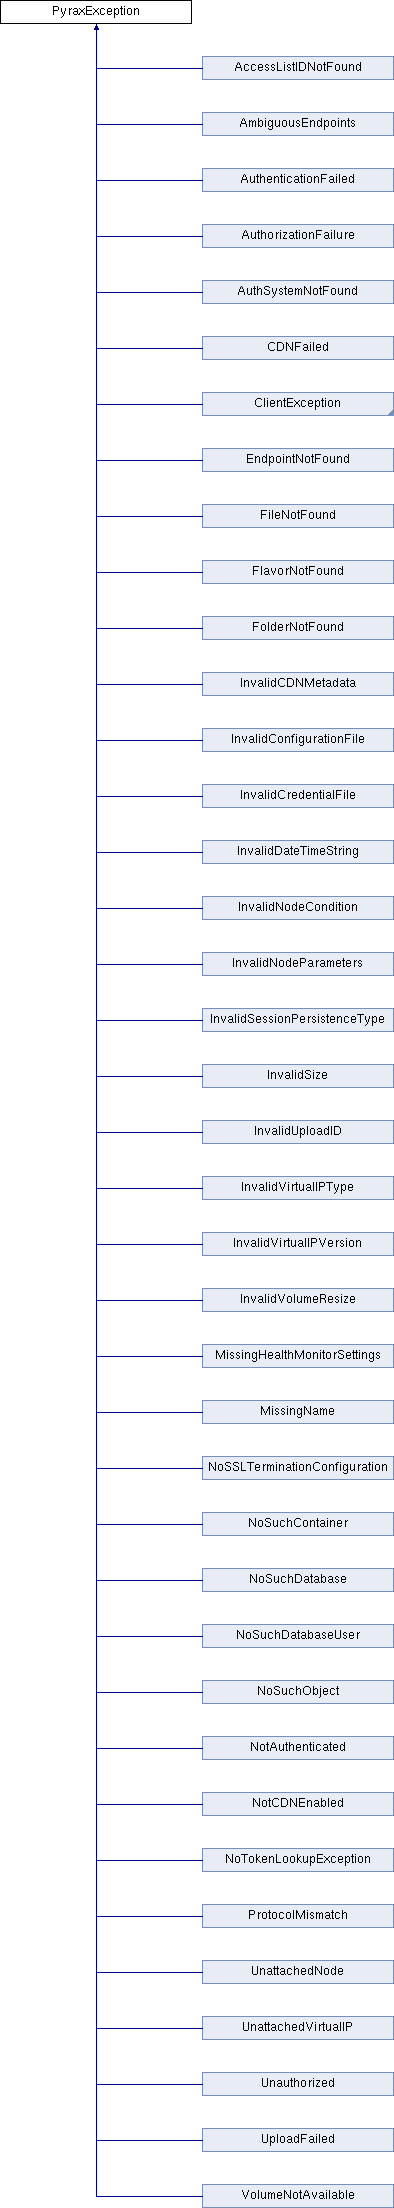 PyraxException
AccessListIDNotFound
AmbiguousEndpoints
AuthenticationFailed
AuthorizationFailure
AuthSystemNotFound
CDNFailed
ClientException
EndpointNotFound
FileNotFound
FlavorNotFound
FolderNotFound
InvalidCDNMetadata
InvalidConfigurationFile
InvalidCredentialFile
InvalidDateTimeString
InvalidNodeCondition
InvalidNodeParameters
InvalidSessionPersistenceType
InvalidSize
InvalidUploadID
InvalidVirtualIPType
InvalidVirtualIPVersion
InvalidVolumeResize
MissingHealthMonitorSettings
MissingName
NoSSLTerminationConfiguration
NoSuchContainer
NoSuchDatabase
NoSuchDatabaseUser
NoSuchObject
NotAuthenticated
NotCDNEnabled
NoTokenLookupException
ProtocolMismatch
UnattachedNode
UnattachedVirtualIP
Unauthorized
UploadFailed
VolumeNotAvailable